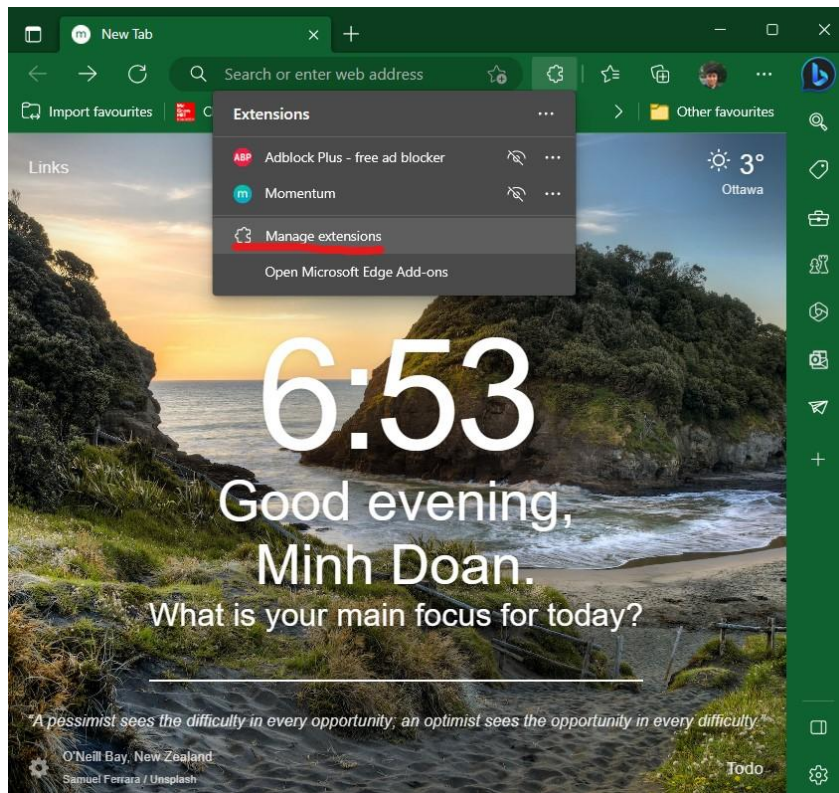 m New Tab
Search or enter web address
Import favourites
Other favourites
Extensions
ABP Adblock Plus - free ad blocker
m Momentum
Manage extensions
Open Microsoft Edge Add-ons
Links
3°
Ottawa
6:53
Good evening,
Minh Doan.
What is your main focus for today?
"A pessimist sees the difficulty in every opportunity; an optimist sees the opportunity in every difficulty."
O'Neill Bay, New Zealand
Samuel Ferrara / Unsplash
Todo